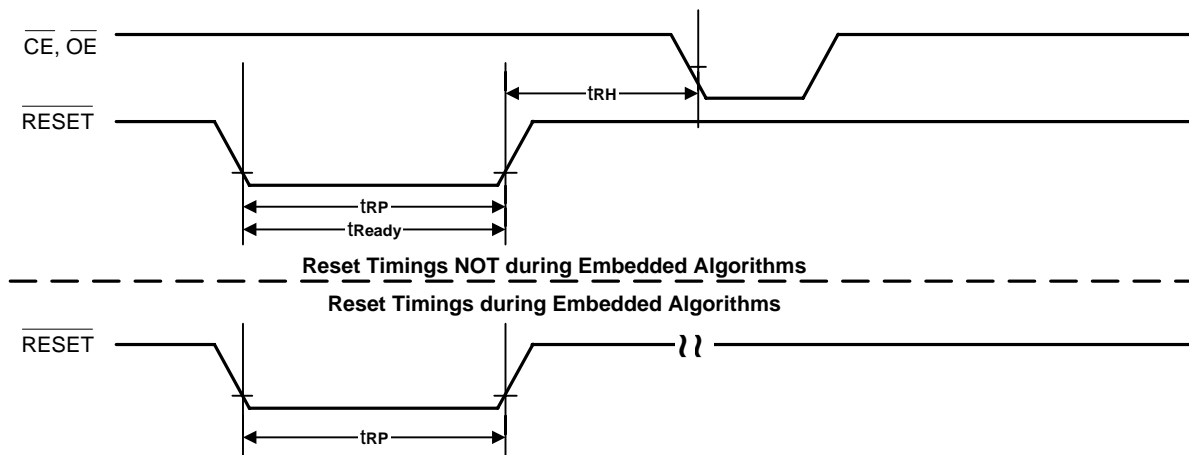 CE, OE
tRH
RESET
tRP
tReady
Reset Timings NOT during Embedded Algorithms
Reset Timings during Embedded Algorithms
RESET
tRP